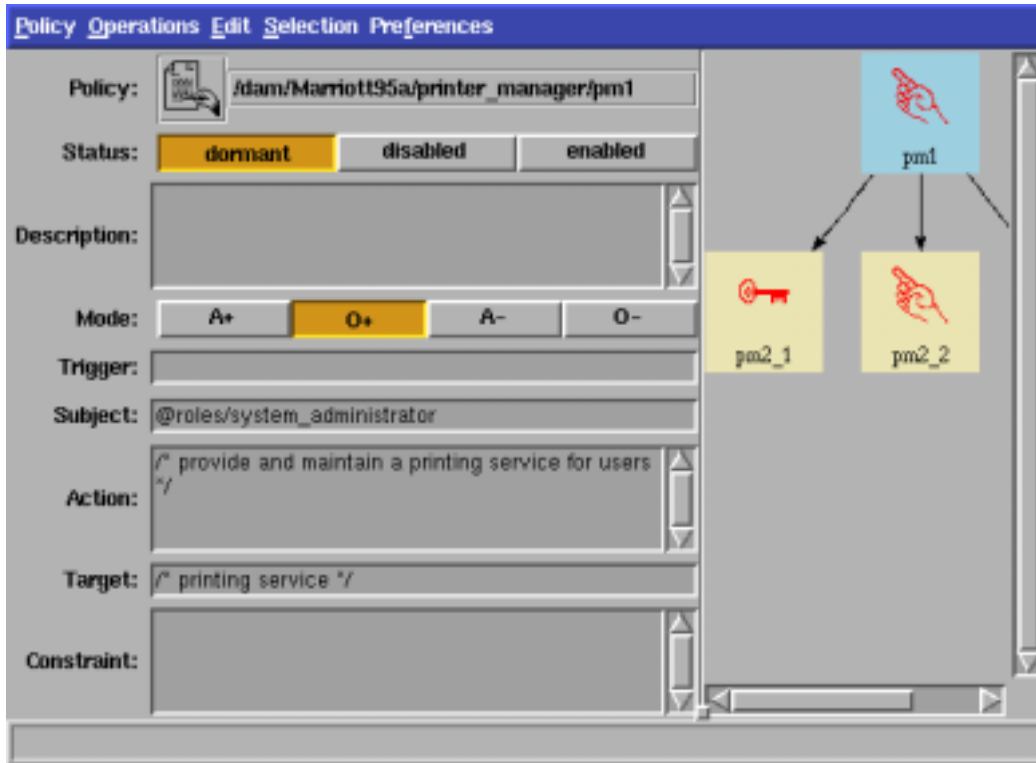 Policy Operations Edit Selection Preferences
Policy: /dam/Marriott95a/printer_manager/pm1
Status: dormant disabled enabled
Description:
Mode: A+ O+ A- O-
Trigger:
Subject: @roles/system_administrator
Action: /* provide and maintain a printing service for users
*/
Target: /* printing service */
Constraint:
pm1
pm2_1 pm2_2